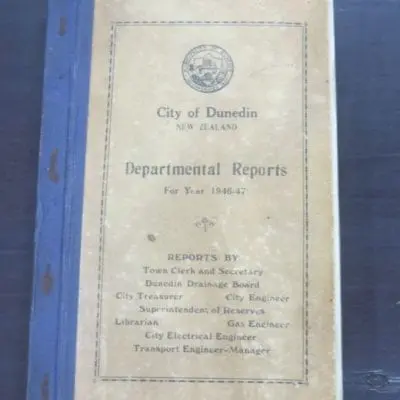 City of Dunedin
NEW ZEALAND
Departmental Reports
For Year 1946-47
REPORTS BY
Town Clerk and Secretary
Dunedin Drainage Board
City Treasurer City Engineer
Superintendent of Reserves
Librarian Gas Engineer
City Electrical Engineer
Transport Engineer-Manager